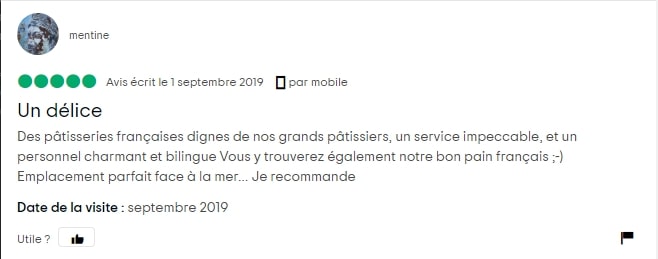 mentine
Avis écrit le 1 septembre 2019 par mobile
Un délice
Des pâtisseries françaises dignes de nos grands pâtissiers, un service impeccable, et un
personnel charmant et bilingue Vous y trouverez également notre bon pain français ;-)
Emplacement parfait face à la mer... Je recommande
Date de la visite : septembre 2019
Utile ?